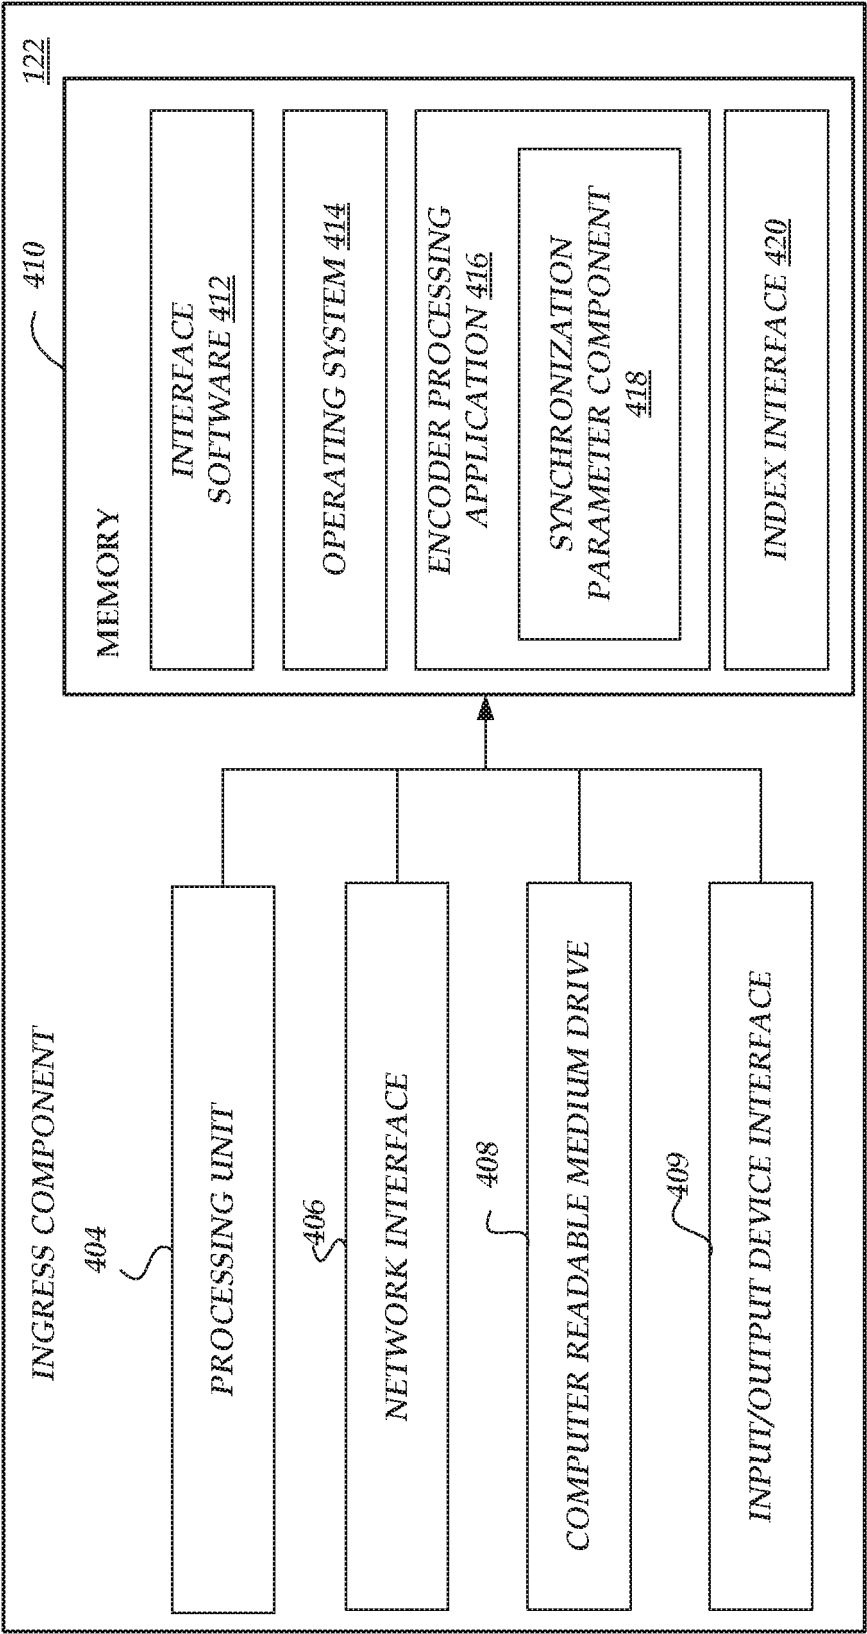 122
INGRESS COMPONENT
404
PROCESSING UNIT
406
NETWORK INTERFACE
408
COMPUTER READABLE MEDIUM DRIVE
409
INPUT/OUTPUT DEVICE INTERFACE
410
MEMORY
INTERFACE
SOFTWARE 412
OPERATING SYSTEM 414
ENCODER PROCESSING
APPLICATION 416
SYNCHRONIZATION
PARAMETER COMPONENT
418
INDEX INTERFACE 420